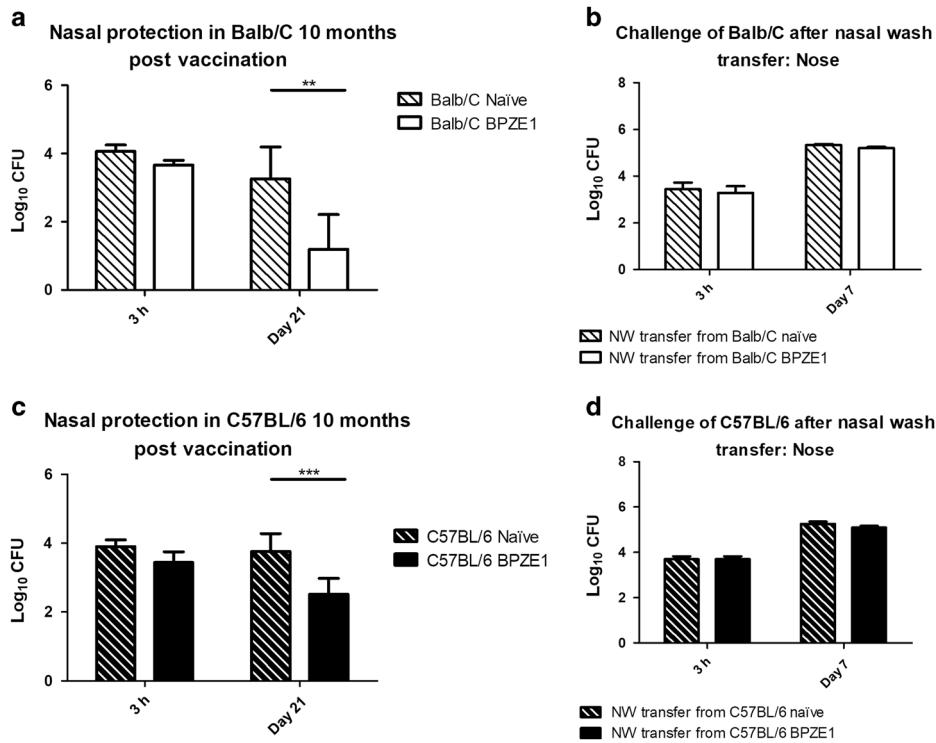 a
Nasal protection in Balb/C 10 months
post vaccination
6
4
2
0
Log10 CFU
**
3 h
Day 21
Balb/C Naïve
Balb/C BPZE1
b
Challenge of Balb/C after nasal wash
transfer: Nose
8
6
4
2
0
Log10 CFU
3 h
Day 7
NW transfer from Balb/C naïve
NW transfer from Balb/C BPZE1
c
Nasal protection in C57BL/6 10 months
post vaccination
6
4
2
0
Log10 CFU
***
3 h
Day 21
C57BL/6 Naïve
C57BL/6 BPZE1
d
Challenge of C57BL/6 after nasal wash
transfer: Nose
8
6
4
2
0
Log10 CFU
3 h
Day 7
NW transfer from C57BL/6 naïve
NW transfer from C57BL/6 BPZE1